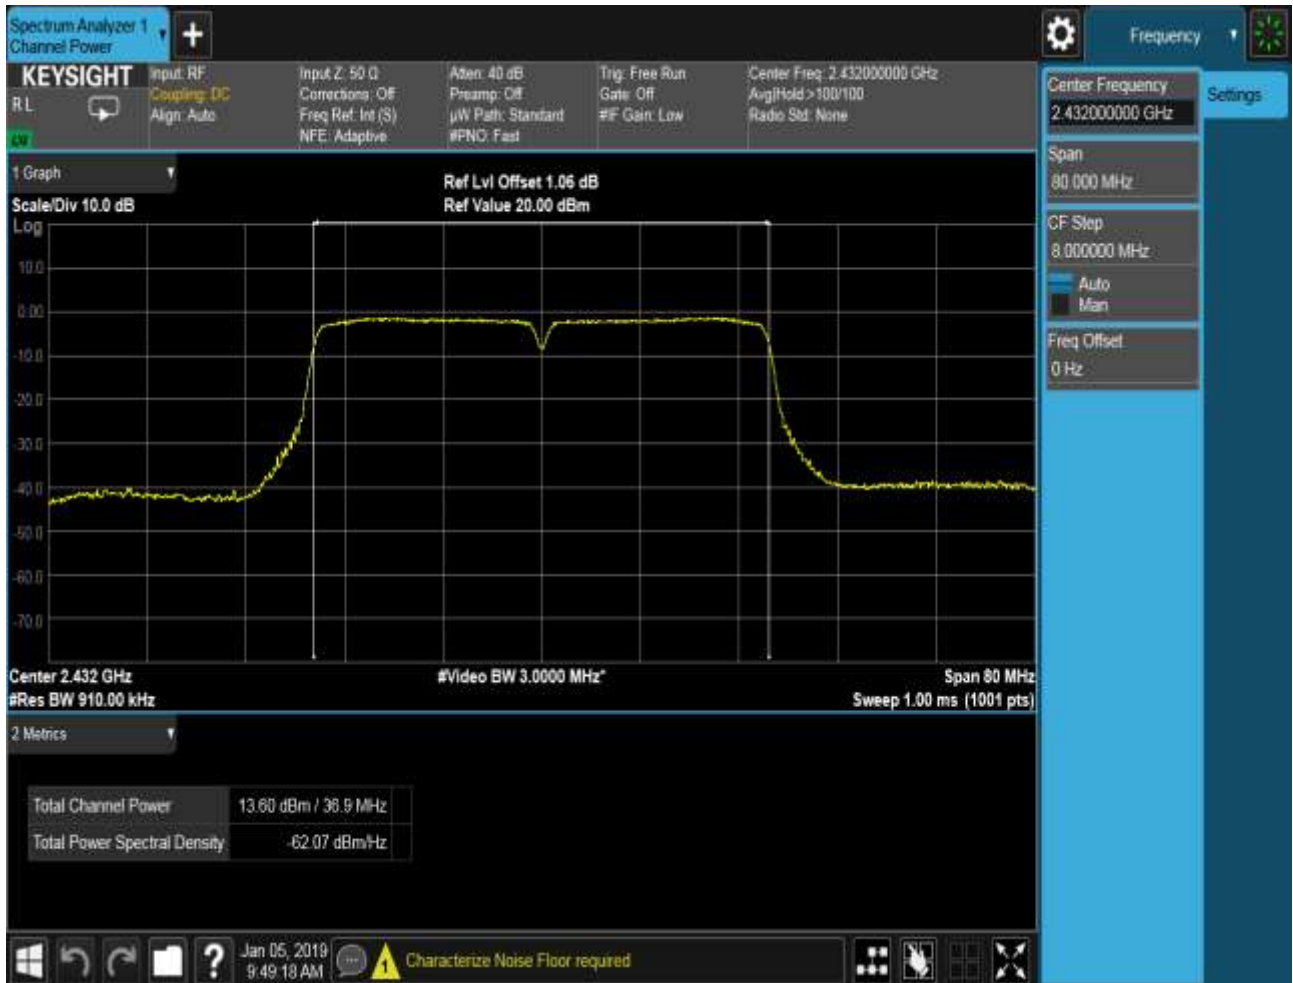 Spectrum Analyzer 1
Channel Power
Frequency
KEYSIGHT
R L
Input: RF
Coupling: DC
Align: Auto
Input Z: 50 Ω
Corrections: Off
Freq Ref: Int (S)
NFE: Adaptive
Atten: 40 dB
Preamp: Off
µW Path: Standard
#PNO: Fast
Trig: Free Run
Gate: Off
#IF Gain: Low
Center Freq: 2.432000000 GHz
Avg|Hold:>100/100
Radio Std: None
Center Frequency
2.432000000 GHz
Settings
Span
80.000 MHz
CF Step
8.000000 MHz
Auto
Man
Freq Offset
0 Hz
1 Graph
Scale/Div 10.0 dB
Ref Lvl Offset 1.06 dB
Ref Value 20.00 dBm
Log
10.0
0.00
-10.0
-20.0
-30.0
-40.0
-50.0
-60.0
-70.0
Center 2.432 GHz
#Video BW 3.0000 MHz*
Span 80 MHz
#Res BW 910.00 kHz
Sweep 1.00 ms (1001 pts)
2 Metrics
Total Channel Power 13.60 dBm / 36.9 MHz
Total Power Spectral Density -62.07 dBm/Hz
Jan 05, 2019
9:49:18 AM
1
Characterize Noise Floor required